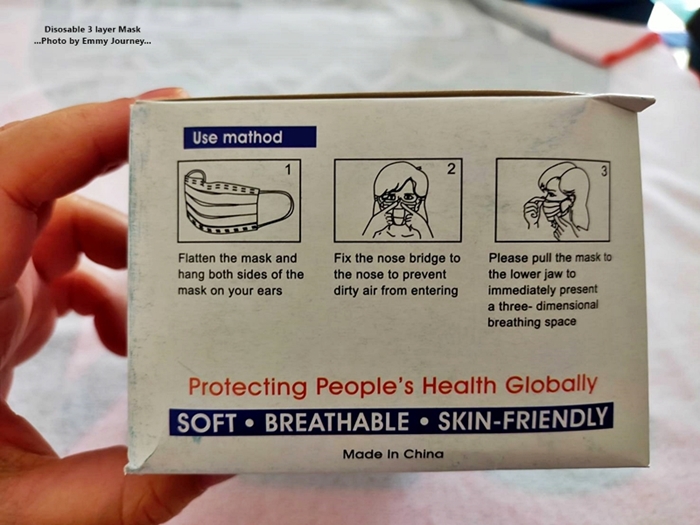 Disosable 3 layer Mask
...Photo by Emmy Journey...
Use mathod
1
2
3
Flatten the mask and
hang both sides of the
mask on your ears
Fix the nose bridge to
the nose to prevent
dirty air from entering
Please pull the mask to
the lower jaw to
immediately present
a three- dimensional
breathing space
Protecting People's Health Globally
SOFT • BREATHABLE • SKIN-FRIENDLY
Made In China